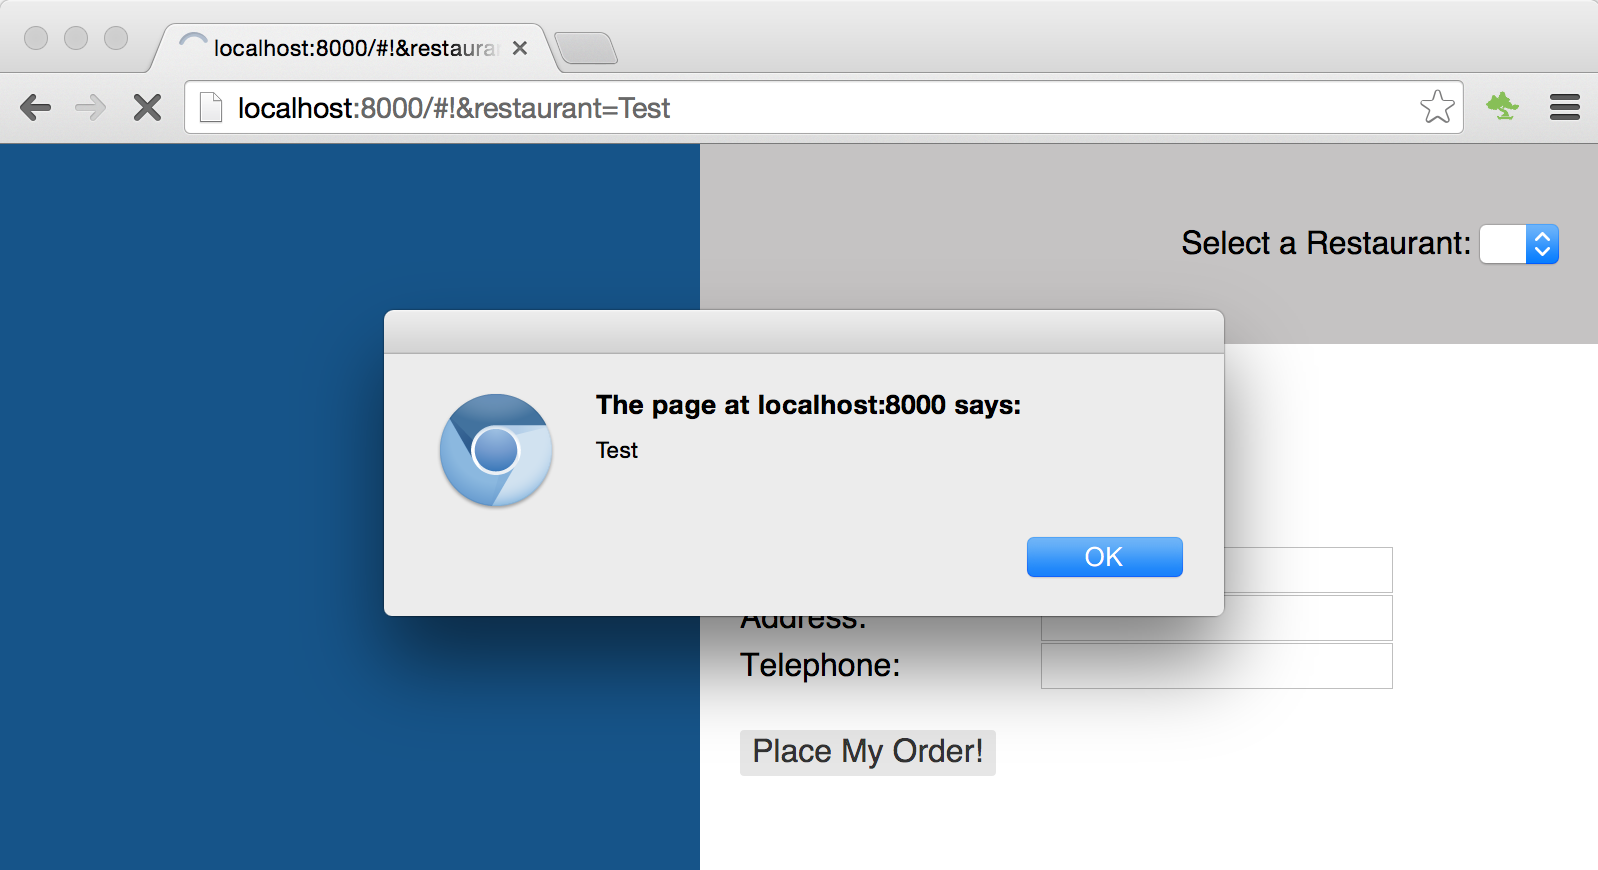 localhost:8000/#!&restaura
localhost:8000/#!&restaurant=Test
Select a Restaurant:
The page at localhost:8000 says:
Test
OK
Address:
Telephone:
Place My Order!